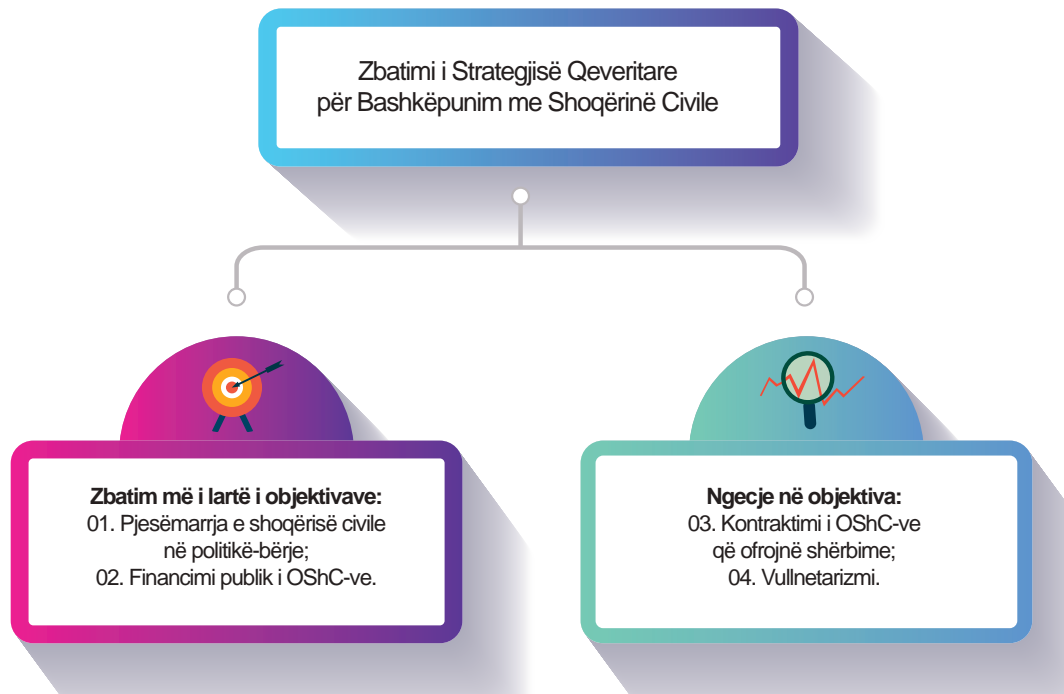 Zbatimi i Strategjisë Qeveritare
për Bashkëpunim me Shoqërinë Civile
Zbatim më i lartë i objektivave:
01. Pjesëmarrja e shoqërisë civile
në politikë-bërje;
02. Financimi publik i OShC-ve.
Ngecje në objektiva:
03. Kontraktimi i OShC-ve
që ofrojnë shërbime;
04. Vullnetarizmi.